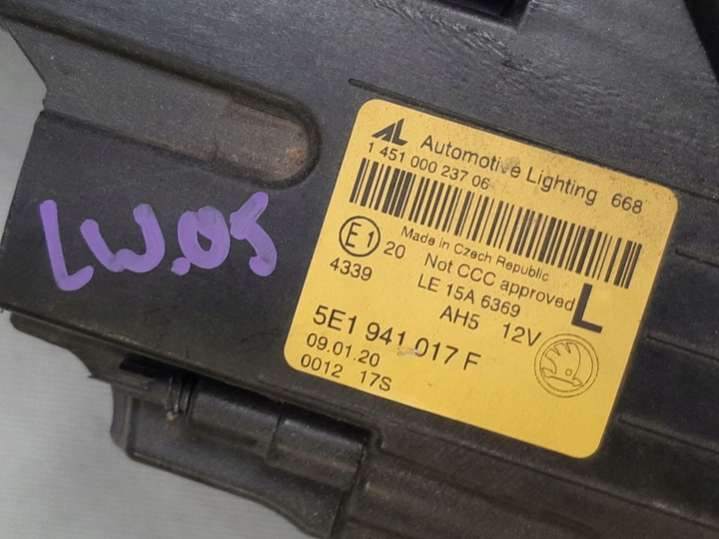 LW.05
AL Automotive Lighting 668
1 451 000 237 06
E1 20
4339
Made in Czech Republic
Not CCC approved
LE 15A 6369
L
AH5 12V
5E1 941 017 F
09.01.20
0012 17S